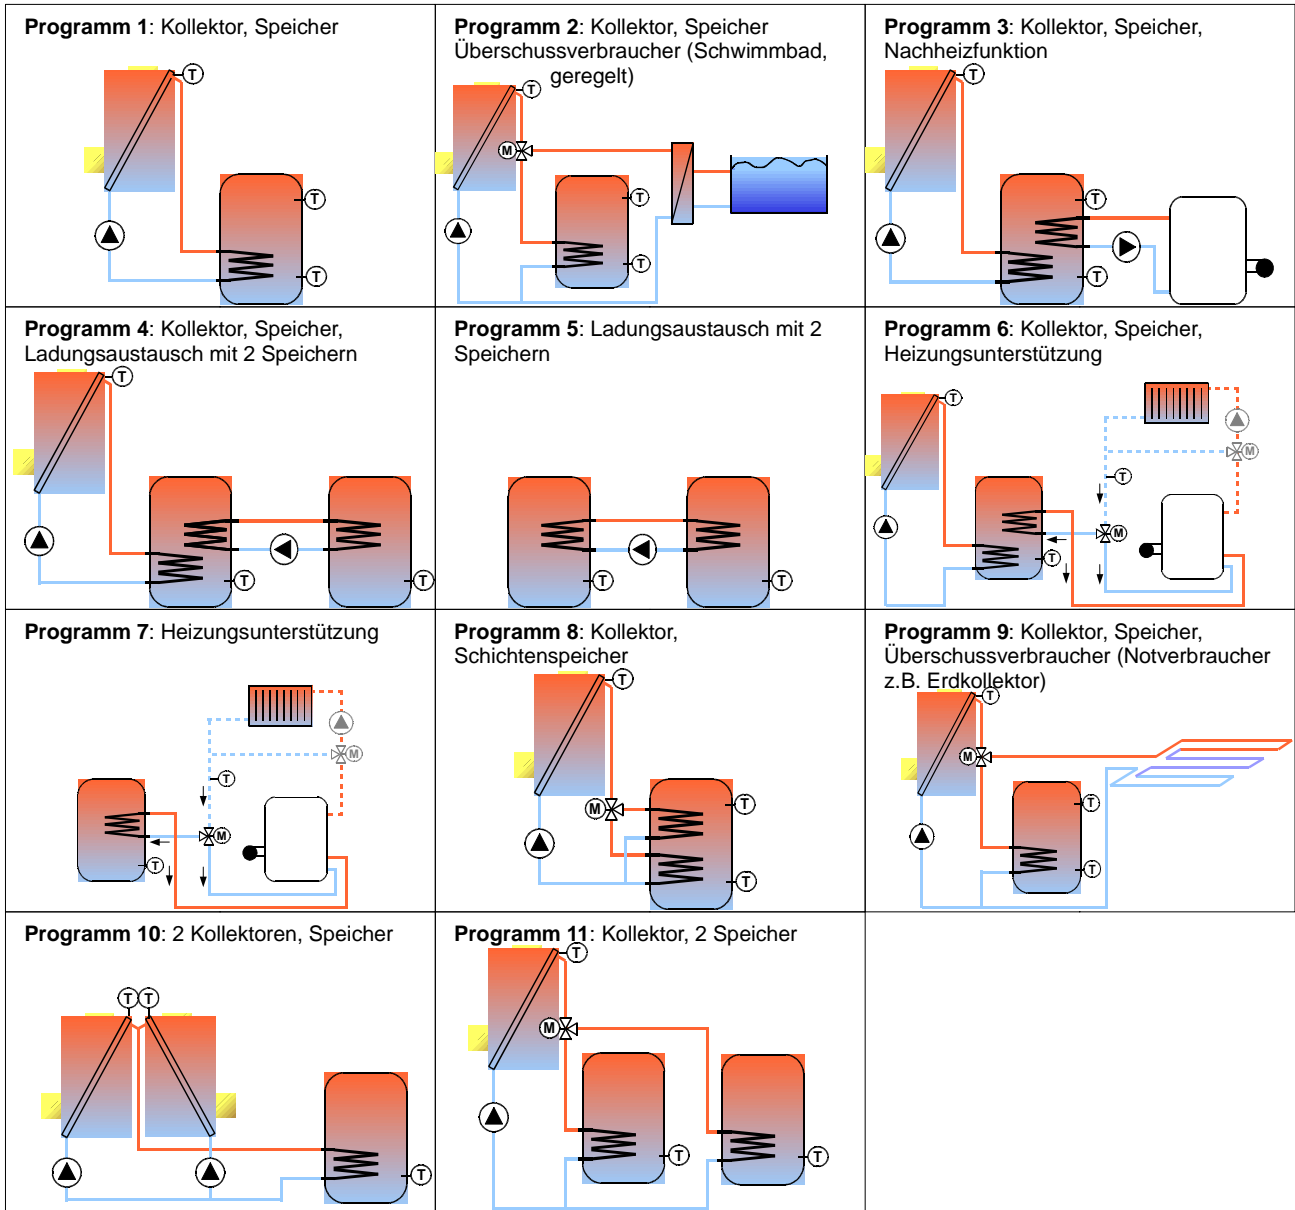 Programm 1: Kollektor, Speicher
T
T
T
Programm 2: Kollektor, Speicher
Überschussverbraucher (Schwimmbad,
geregelt)
T
M
T
T
Programm 3: Kollektor, Speicher,
Nachheizfunktion
T
T
T
Programm 4: Kollektor, Speicher,
Ladungsaustausch mit 2 Speichern
T
T
T
Programm 5: Ladungsaustausch mit 2
Speichern
T
T
Programm 6: Kollektor, Speicher,
Heizungsunterstützung
T
M
T
M
T
Programm 7: Heizungsunterstützung
M
T
M
T
Programm 8: Kollektor,
Schichtenspeicher
T
M
T
T
Programm 9: Kollektor, Speicher,
Überschussverbraucher (Notverbraucher
z.B. Erdkollektor)
T
M
T
T
Programm 10: 2 Kollektoren, Speicher
T T
T
Programm 11: Kollektor, 2 Speicher
T
M
T
T